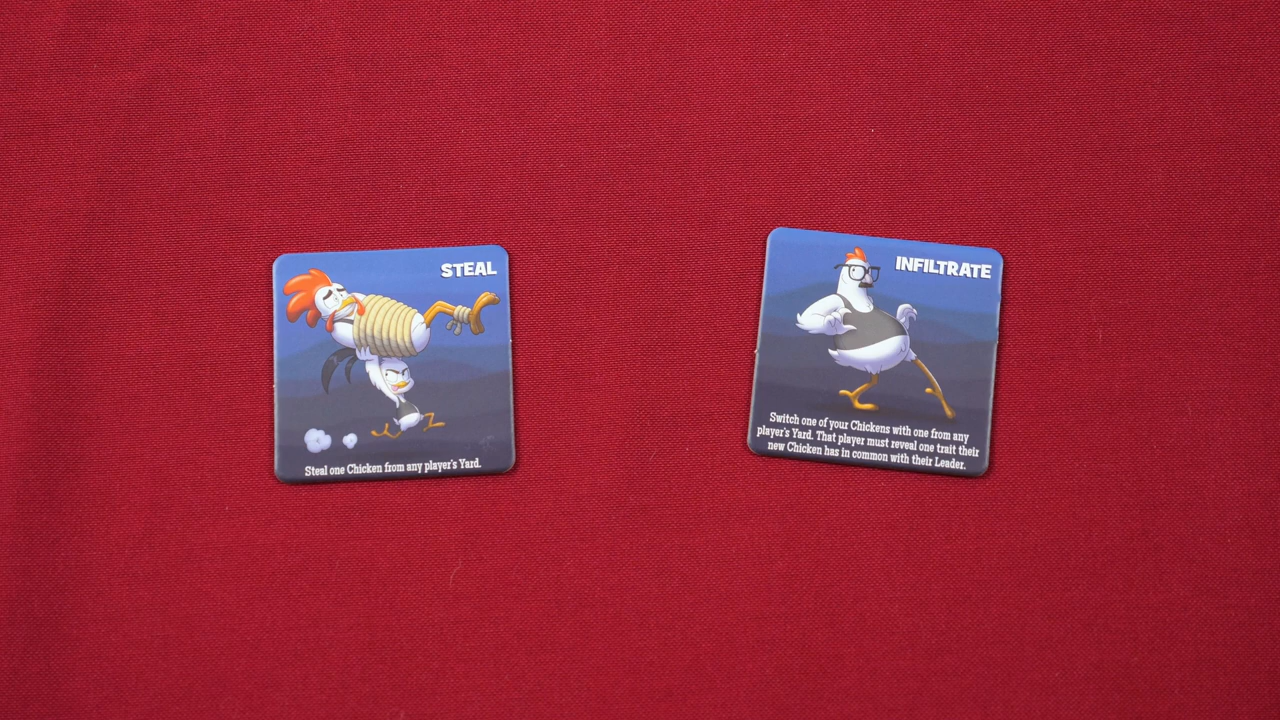 STEAL
Steal one Chicken from any player's Yard.
INFILTRATE
Switch one of your Chickens with one from any
player's Yard. That player must reveal one trait their
new Chicken has in common with their Leader.